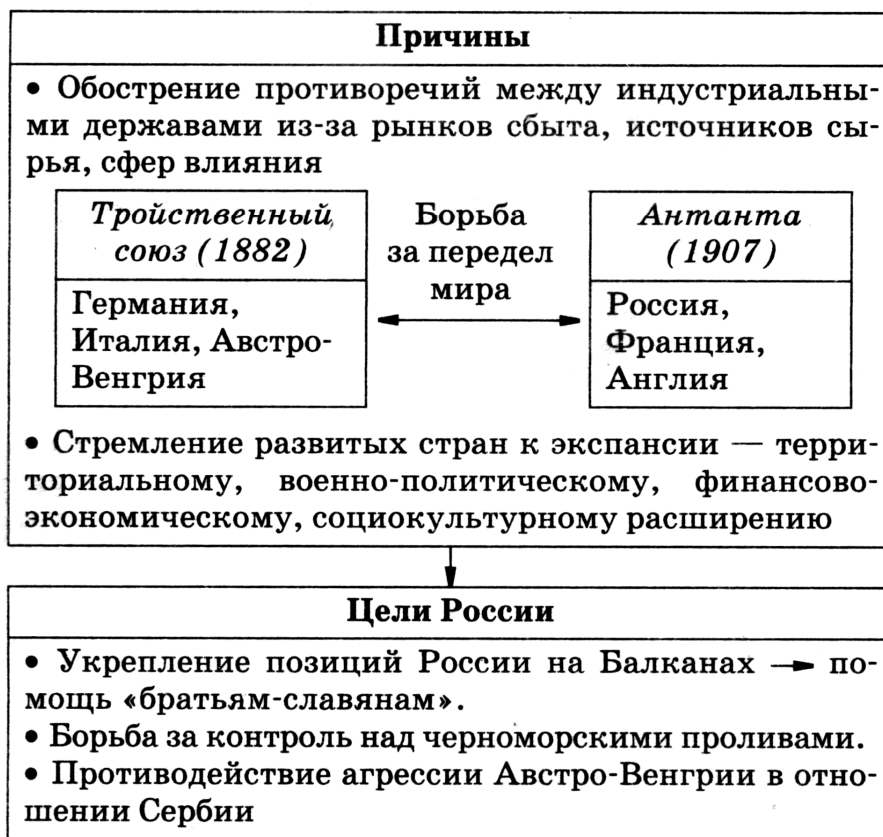 Причины
• Обострение противоречий между индустриальны-
ми державами из-за рынков сбыта, источников сы-
рья, сфер влияния
Тройственный
союз (1882)
Германия,
Италия, Австро-
Венгрия
Борьба
за передел
мира
Антанта
(1907)
Россия,
Франция,
Англия
• Стремление развитых стран к экспансии — терри-
ториальному, военно-политическому, финансово-
экономическому, социокультурному расширению
Цели России
• Укрепление позиций России на Балканах → по-
мощь «братьям-славянам».
• Борьба за контроль над черноморскими проливами.
• Противодействие агрессии Австро-Венгрии в отно-
шении Сербии